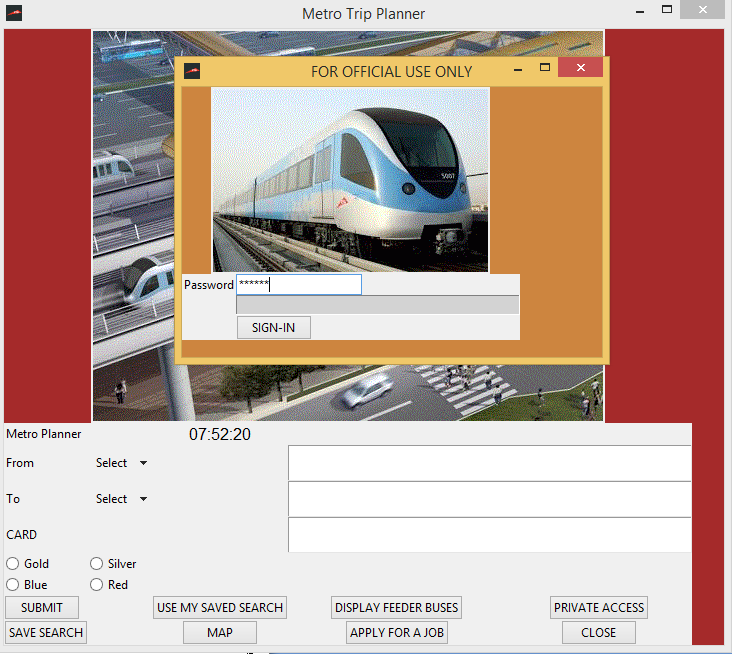 Metro Trip Planner
FOR OFFICIAL USE ONLY
5007
Password ******
SIGN-IN
Metro Planner 07:52:20
From Select
To Select
CARD
Gold Silver
Blue Red
SUBMIT USE MY SAVED SEARCH DISPLAY FEEDER BUSES PRIVATE ACCESS
SAVE SEARCH MAP APPLY FOR A JOB CLOSE